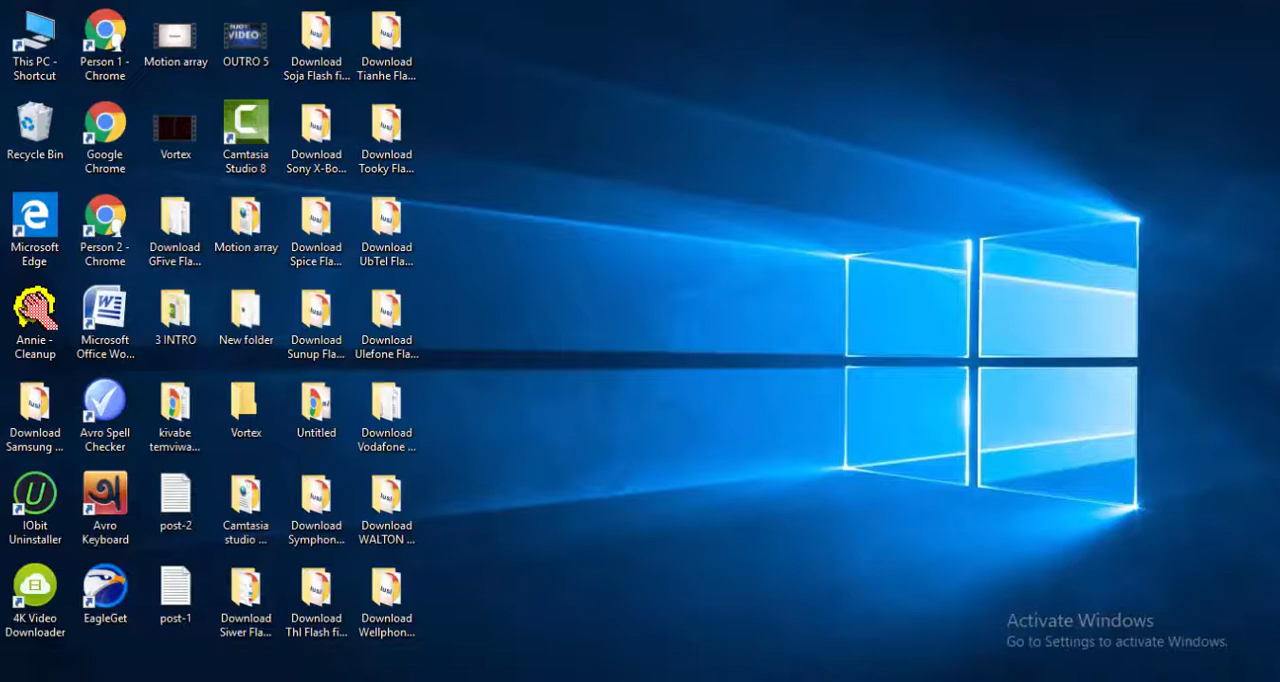 This PC -
Shortcut
Person 1 -
Chrome
Motion array
ENJOY
VIDEO
OUTRO 5
Download
Soja Flash fi...
Download
Tianhe Fla...
Recycle Bin
Google
Chrome
Vortex
Camtasia
Studio 8
Download
Sony X-Bo...
Download
Tooky Fla...
Microsoft
Edge
Person 2 -
Chrome
Download
GFive Fla...
Motion array
Download
Spice Fla...
Download
UbTel Fla...
Annie -
Cleanup
Microsoft
Office Wo...
3 INTRO
New folder
Download
Sunup Fla...
Download
Ulefone Fla...
Download
Samsung ...
Avro Spell
Checker
kivabe
temviwa...
Vortex
Untitled
Download
Vodafone ...
IObit
Uninstaller
Avro
Keyboard
post-2
Camtasia
studio ...
Download
Symphon...
Download
WALTON ...
4K Video
Downloader
EagleGet
post-1
Download
Siwer Fla...
Download
Thl Flash fi...
Download
Wellphon...
Activate Windows
Go to Settings to activate Windows.